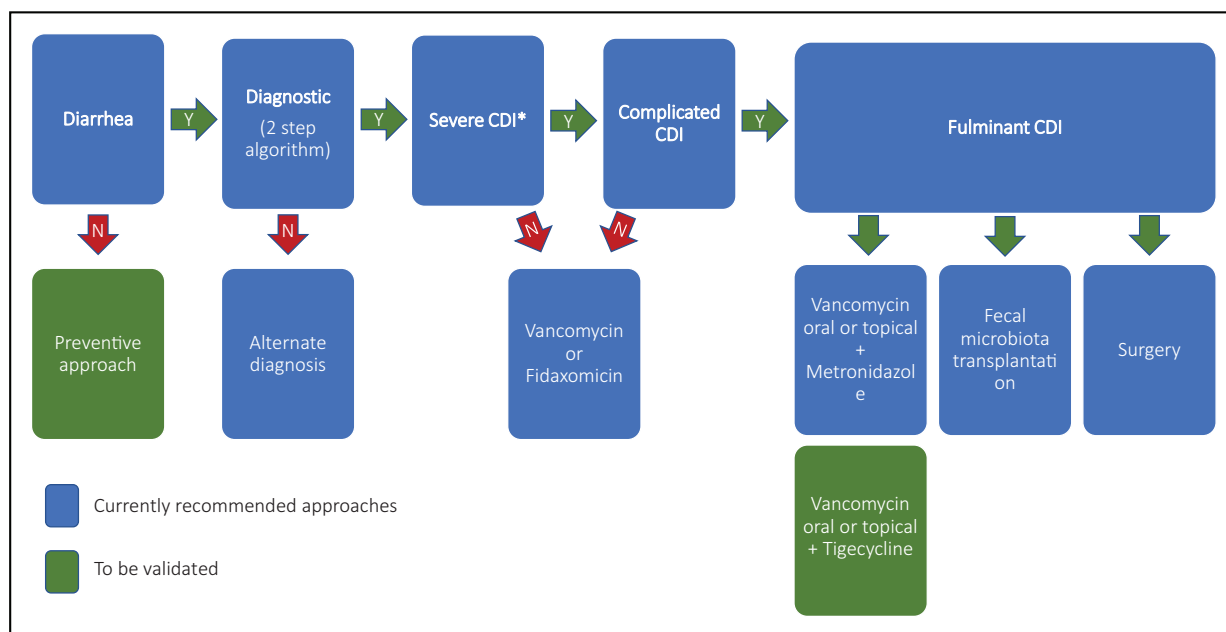 Diarrhea
Y
Diagnostic
(2 step
algorithm)
Y
Severe CDI*
Y
Complicated
CDI
Y
Fulminant CDI
N
N
N
N
Preventive
approach
Alternate
diagnosis
Vancomycin
or
Fidaxomicin
Vancomycin
oral or topical
+
Metronidazol
e
Fecal
microbiota
transplantati
on
Surgery
Currently recommended approaches
To be validated
Vancomycin
oral or topical
+ Tigecycline